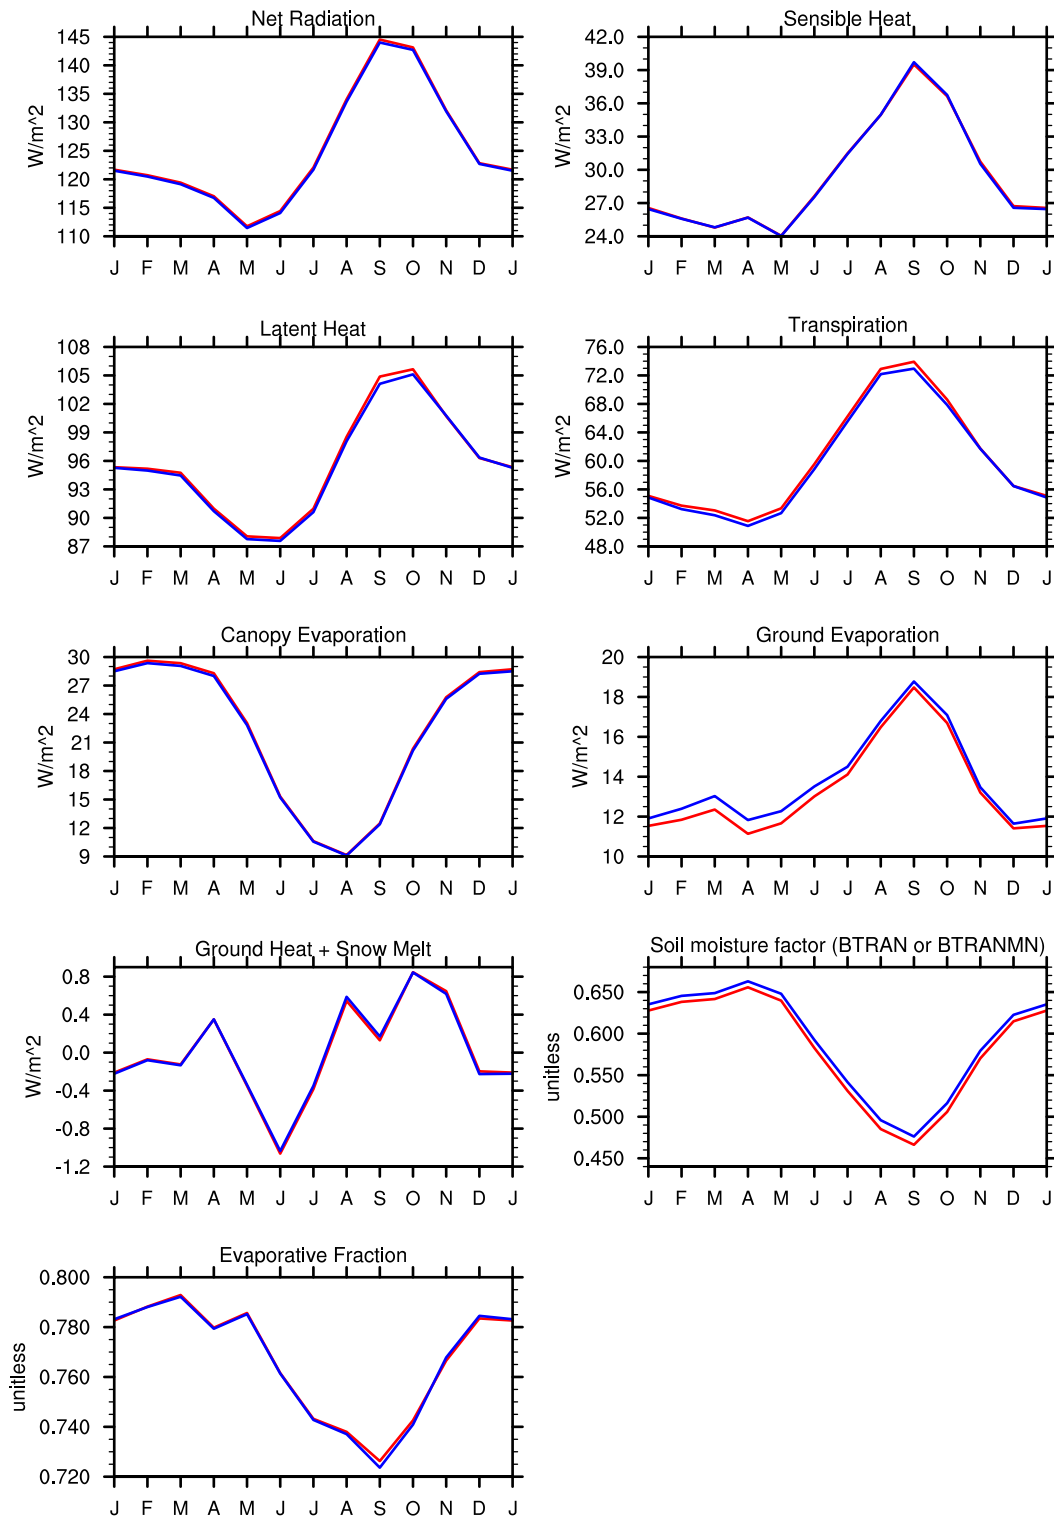 Net Radiation
145
140
135
130
125
120
115
110
W/m^2
J F M A M J J A S O N D J
Sensible Heat
42.0
39.0
36.0
33.0
30.0
27.0
24.0
W/m^2
J F M A M J J A S O N D J
Latent Heat
108
105
102
99
96
93
90
87
W/m^2
J F M A M J J A S O N D J
Transpiration
76.0
72.0
68.0
64.0
60.0
56.0
52.0
48.0
W/m^2
J F M A M J J A S O N D J
Canopy Evaporation
30
27
24
21
18
15
12
9
W/m^2
J F M A M J J A S O N D J
Ground Evaporation
20
18
16
14
12
10
W/m^2
J F M A M J J A S O N D J
Ground Heat + Snow Melt
0.8
0.4
0.0
-0.4
-0.8
-1.2
W/m^2
J F M A M J J A S O N D J
Soil moisture factor (BTRAN or BTRANMN)
0.650
0.600
0.550
0.500
0.450
unitless
J F M A M J J A S O N D J
Evaporative Fraction
0.800
0.780
0.760
0.740
0.720
unitless
J F M A M J J A S O N D J